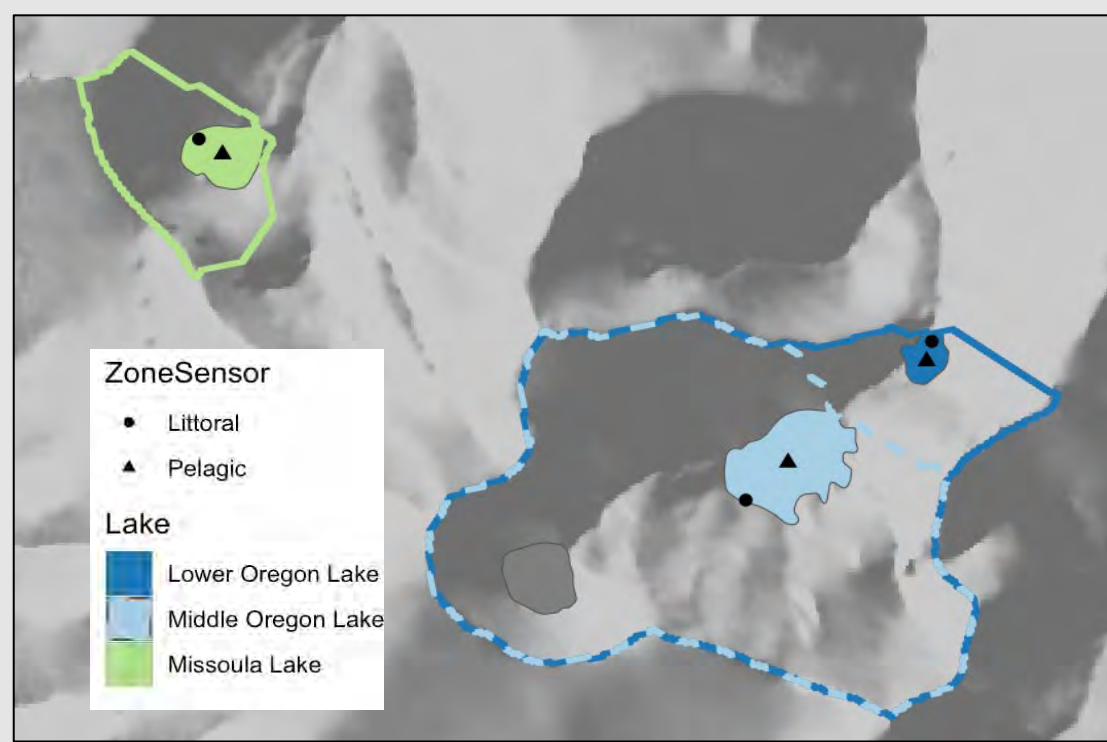 ZoneSensor
Littoral
Pelagic
Lake
Lower Oregon Lake
Middle Oregon Lake
Missoula Lake